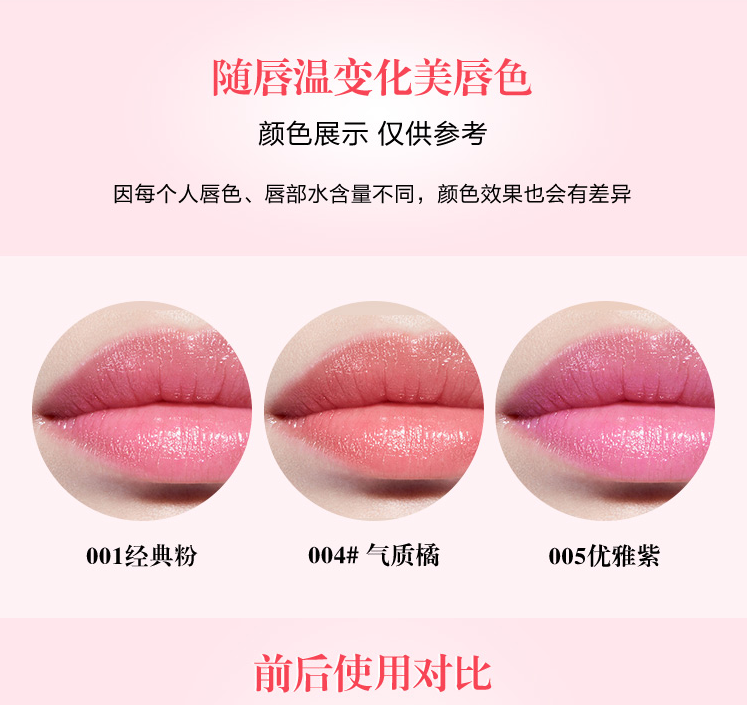 随唇温变化美唇色
颜色展示 仅供参考
因每个人唇色、唇部水含量不同，颜色效果也会有差异
001经典粉
004# 气质橘
005优雅紫
前后使用对比